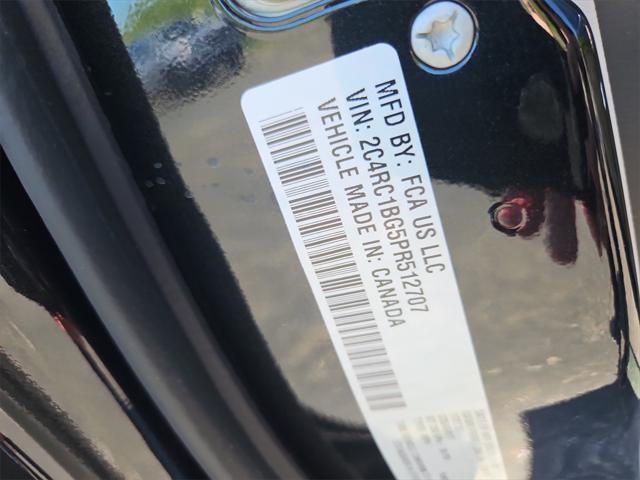 MFD BY: FCA US LLC
VIN: 2C4RC1BG5PR512707
VEHICLE MADE IN: CANADA